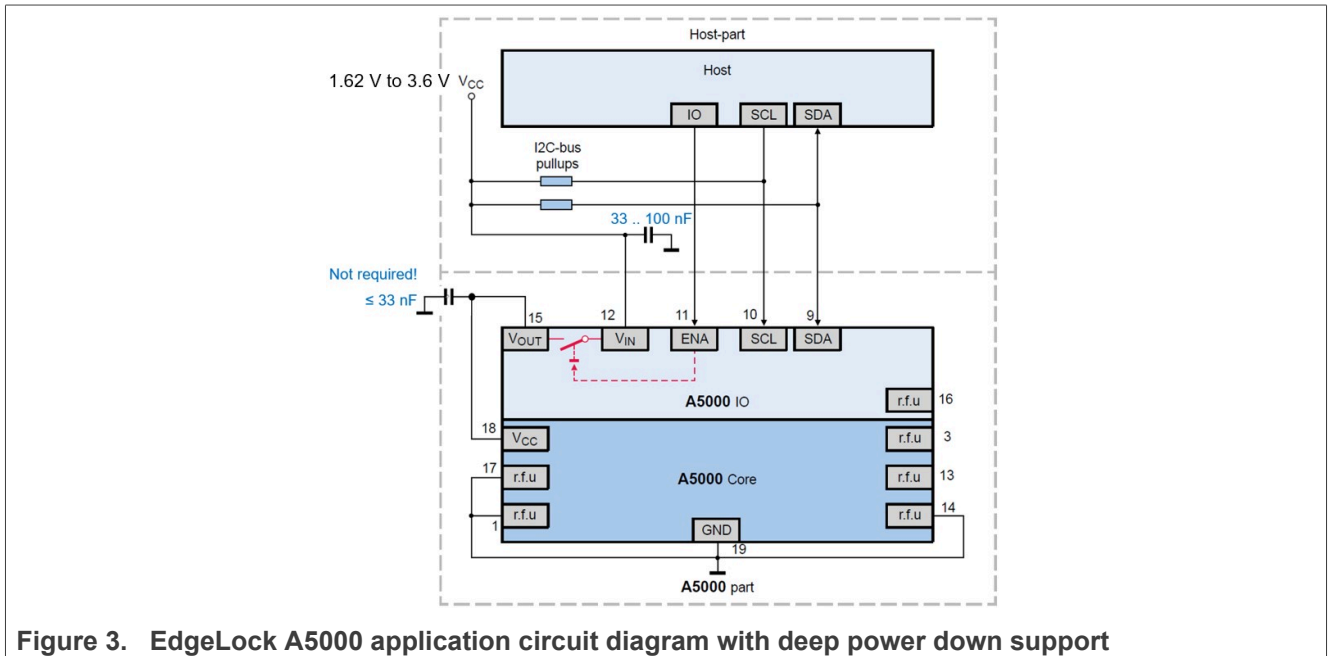 Host-part
Host
1.62 V to 3.6 V VCC
IO SCL SDA
I2C-bus
pullups
33 .. 100 nF
Not required!
≤ 33 nF
15 12 11 10 9
VOUT VIN ENA SCL SDA
A5000 IO
r.f.u 16
18 VCC
r.f.u 3
17 r.f.u
A5000 Core
r.f.u 13
1 r.f.u
r.f.u 14
GND
19
A5000 part
Figure 3. EdgeLock A5000 application circuit diagram with deep power down support